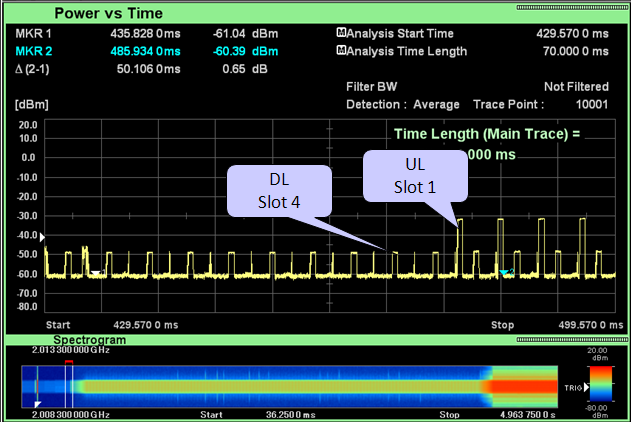 Power vs Time
MKR 1 435.828 0 ms -61.04 dBm Analysis Start Time 429.570 0 ms
MKR 2 485.934 0 ms -60.39 dBm Analysis Time Length 70.000 0 ms
Δ (2-1) 50.106 0 ms 0.65 dB
Filter BW Not Filtered
[dBm] Detection : Average Trace Point : 10001
20.0
10.0
0.0
-10.0
-20.0
-30.0
-40.0
-50.0
-60.0
-70.0
-80.0
Time Length (Main Trace) =
000 ms
UL
Slot 1
DL
Slot 4
1
2
Start 429.570 0 ms Stop 499.570 0 ms
Spectrogram
2.013 300 000 GHz
2.008 300 000 GHz Start 36.250 0 ms Stop 4.963 750 0 s
20.00
dBm
TRIG
-80.00
dBm